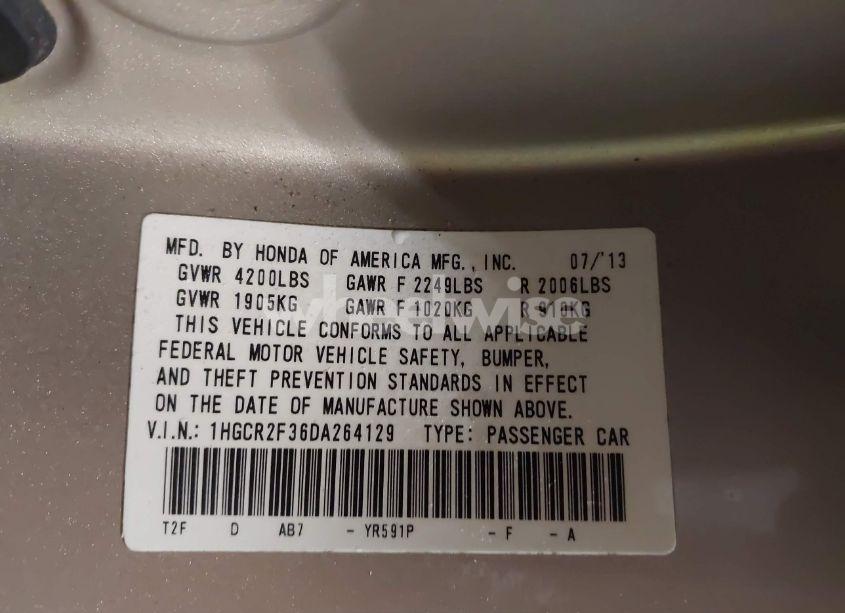 MFD. BY HONDA OF AMERICA MFG., INC. 07/'13
GVWR 4200LBS GAWR F 2249LBS R 2006LBS
GVWR 1905KG GAWR F 1020KG R 910KG
THIS VEHICLE CONFORMS TO ALL APPLICABLE
FEDERAL MOTOR VEHICLE SAFETY, BUMPER,
AND THEFT PREVENTION STANDARDS IN EFFECT
ON THE DATE OF MANUFACTURE SHOWN ABOVE.
V.I.N.: 1HGCR2F36DA264129 TYPE: PASSENGER CAR
T2F D AB7 - YR591P - F - A